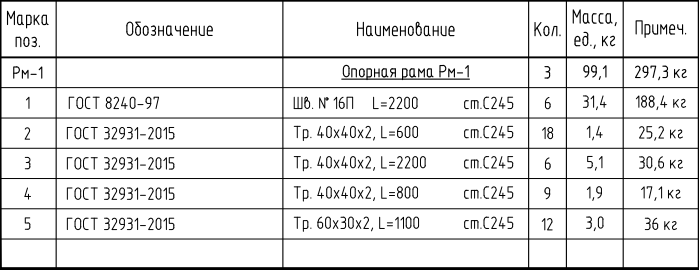 Марка поз. Обозначение Наименование Кол. Масса, ед., кг Примеч.
Рм-1 Опорная рама Рм-1 3 99,1 297,3 кг
1 ГОСТ 8240-97 Шв. № 16П L=2200 ст.С245 6 31,4 188,4 кг
2 ГОСТ 32931-2015 Тр. 40х40х2, L=600 ст.С245 18 1,4 25,2 кг
3 ГОСТ 32931-2015 Тр. 40х40х2, L=2200 ст.С245 6 5,1 30,6 кг
4 ГОСТ 32931-2015 Тр. 40х40х2, L=800 ст.С245 9 1,9 17,1 кг
5 ГОСТ 32931-2015 Тр. 60х30х2, L=1100 ст.С245 12 3,0 36 кг